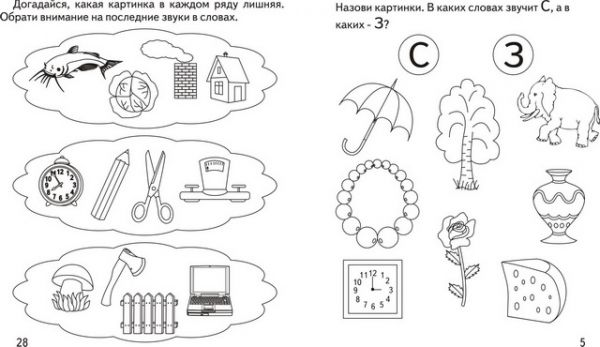 Догадайся, какая картинка в каждом ряду лишняя.
Обрати внимание на последние звуки в словах.
28
Назови картинки. В каких словах звучит С, а в
каких - З?
С З
5